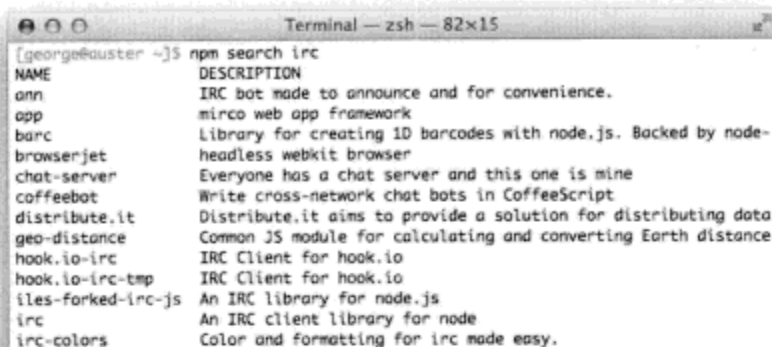 Terminal — zsh — 82×15
[george@auster ~]$ npm search irc
NAME DESCRIPTION
ann IRC bot made to announce and for convenience.
app mirco web app framework
barc Library for creating 1D barcodes with node.js. Backed by node-
browserjet headless webkit browser
chat-server Everyone has a chat server and this one is mine
coffeebot Write cross-network chat bots in CoffeeScript
distribute.it Distribute.it aims to provide a solution for distributing data
geo-distance Common JS module for calculating and converting Earth distance
hook.io-irc IRC Client for hook.io
hook.io-irc-tmp IRC Client for hook.io
iles-forked-irc-js An IRC library for node.js
irc An IRC client library for node
irc-colors Color and formatting for irc made easy.